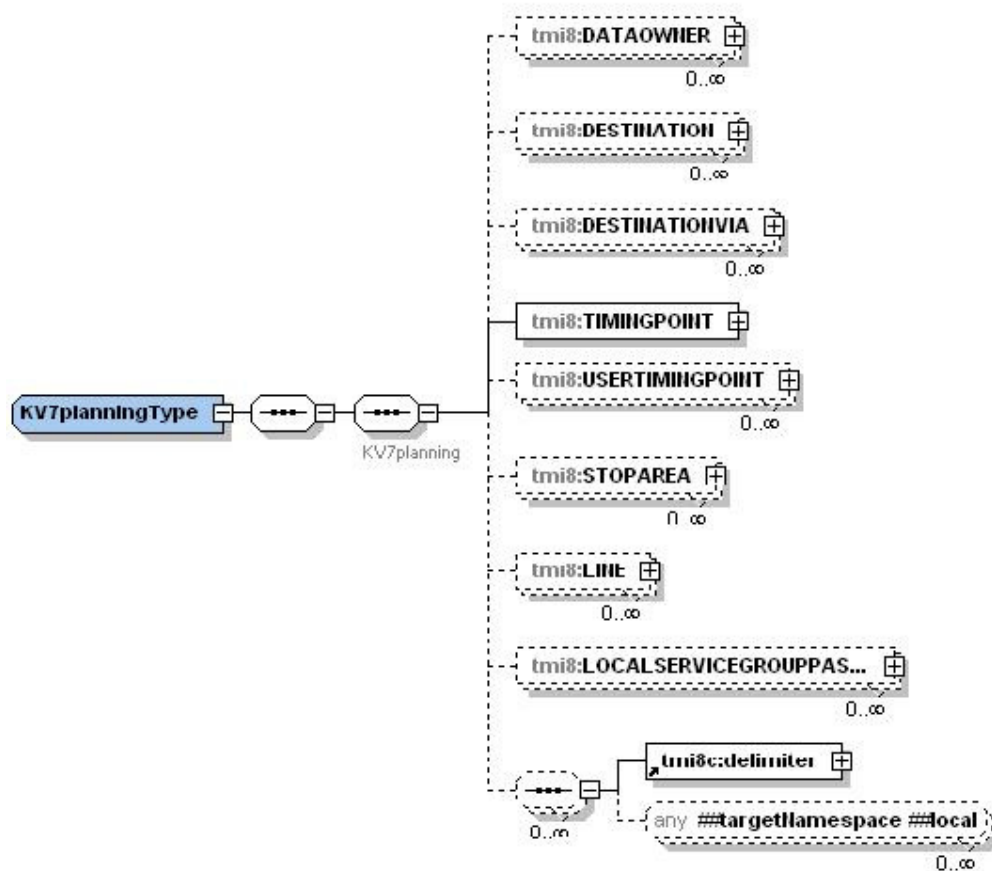 tmi8:DATAOWNER
0..∞
tmi8:DESTINATION
0..∞
tmi8:DESTINATIONVIA
0..∞
tmi8:TIMINGPOINT
tmi8:USERTIMINGPOINT
0..∞
KV7planningType
KV7planning
tmi8:STOPAREA
0..∞
tmi8:LINE
0..∞
tmi8:LOCALSERVICEGROUPPAS...
0..∞
tmi8c:delimiter
0..∞
any ##targetNamespace ##local
0..∞